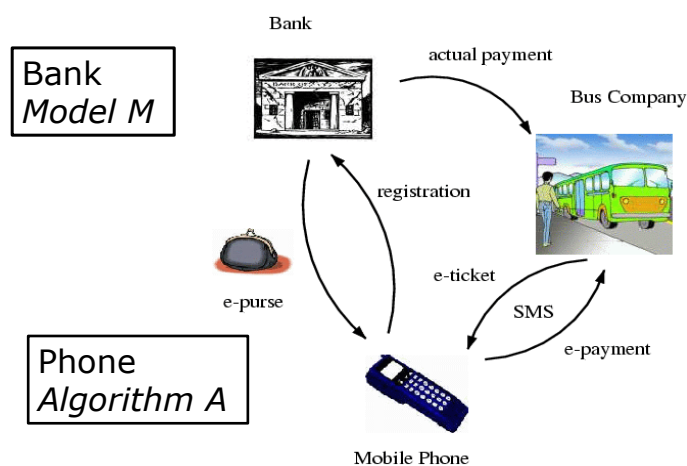 Bank
actual payment
Bank
Model M
Bus Company
registration
e-purse
e-ticket
SMS
e-payment
Phone
Algorithm A
Mobile Phone